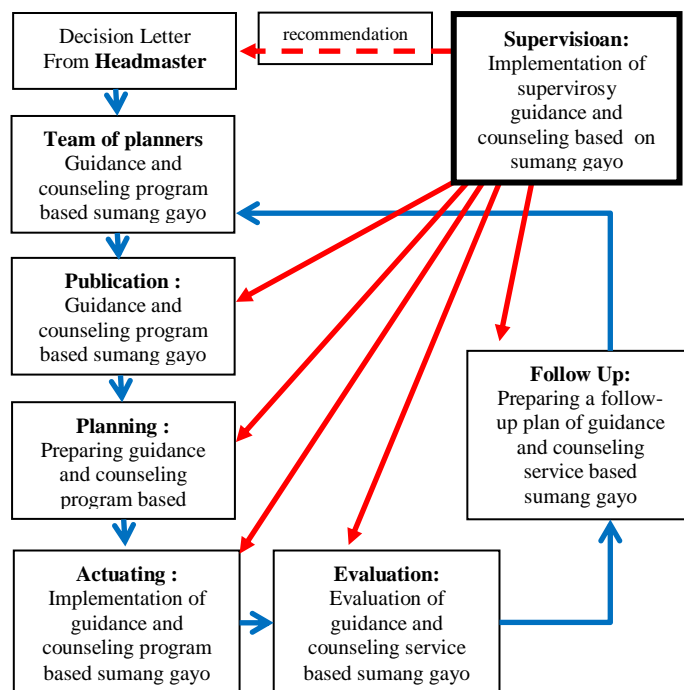 Decision Letter
From Headmaster
recommendation
Supervisioan:
Implementation of
supervirosy
guidance and
counseling based on
sumang gayo
Team of planners
Guidance and
counseling program
based sumang gayo
Publication :
Guidance and
counseling program
based sumang gayo
Planning :
Preparing guidance
and counseling
program based
Follow Up:
Preparing a follow-
up plan of guidance
and counseling
service based
sumang gayo
Actuating :
Implementation of
guidance and
counseling program
based sumang gayo
Evaluation:
Evaluation of
guidance and
counseling service
based sumang gayo